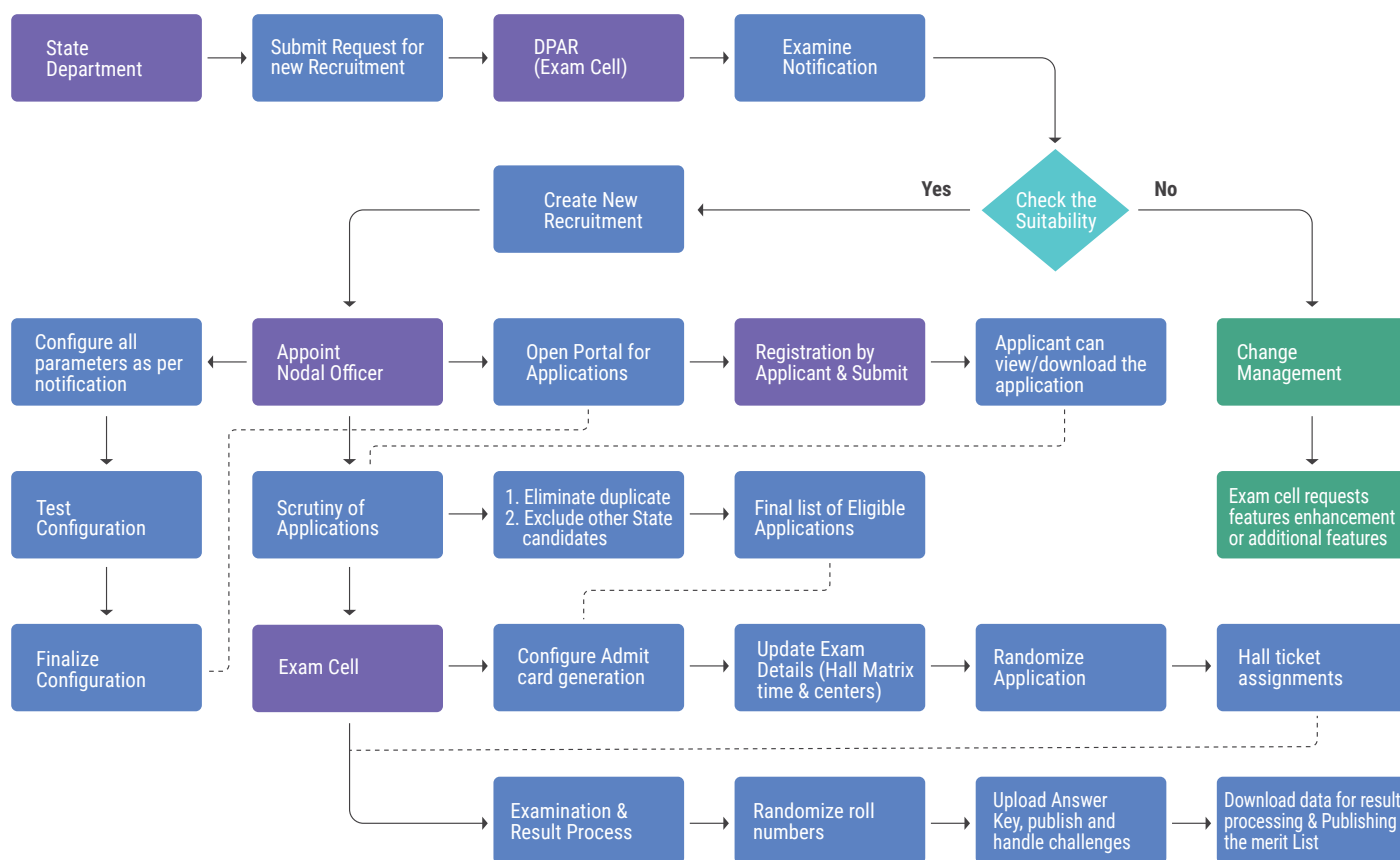 State
Department
Submit Request for
new Recruitment
DPAR
(Exam Cell)
Examine
Notification
Yes
No
Check the
Suitability
Create New
Recruitment
Configure all
parameters as per
notification
Appoint
Nodal Officer
Open Portal for
Applications
Registration by
Applicant & Submit
Applicant can
view/download the
application
Change
Management
Test
Configuration
Scrutiny of
Applications
1. Eliminate duplicate
2. Exclude other State
candidates
Final list of Eligible
Applications
Exam cell requests
features enhancement
or additional features
Finalize
Configuration
Exam Cell
Configure Admit
card generation
Update Exam
Details (Hall Matrix
time & centers)
Randomize
Application
Hall ticket
assignments
Examination &
Result Process
Randomize roll
numbers
Upload Answer
Key, publish and
handle challenges
Download data for result
processing & Publishing
the merit List